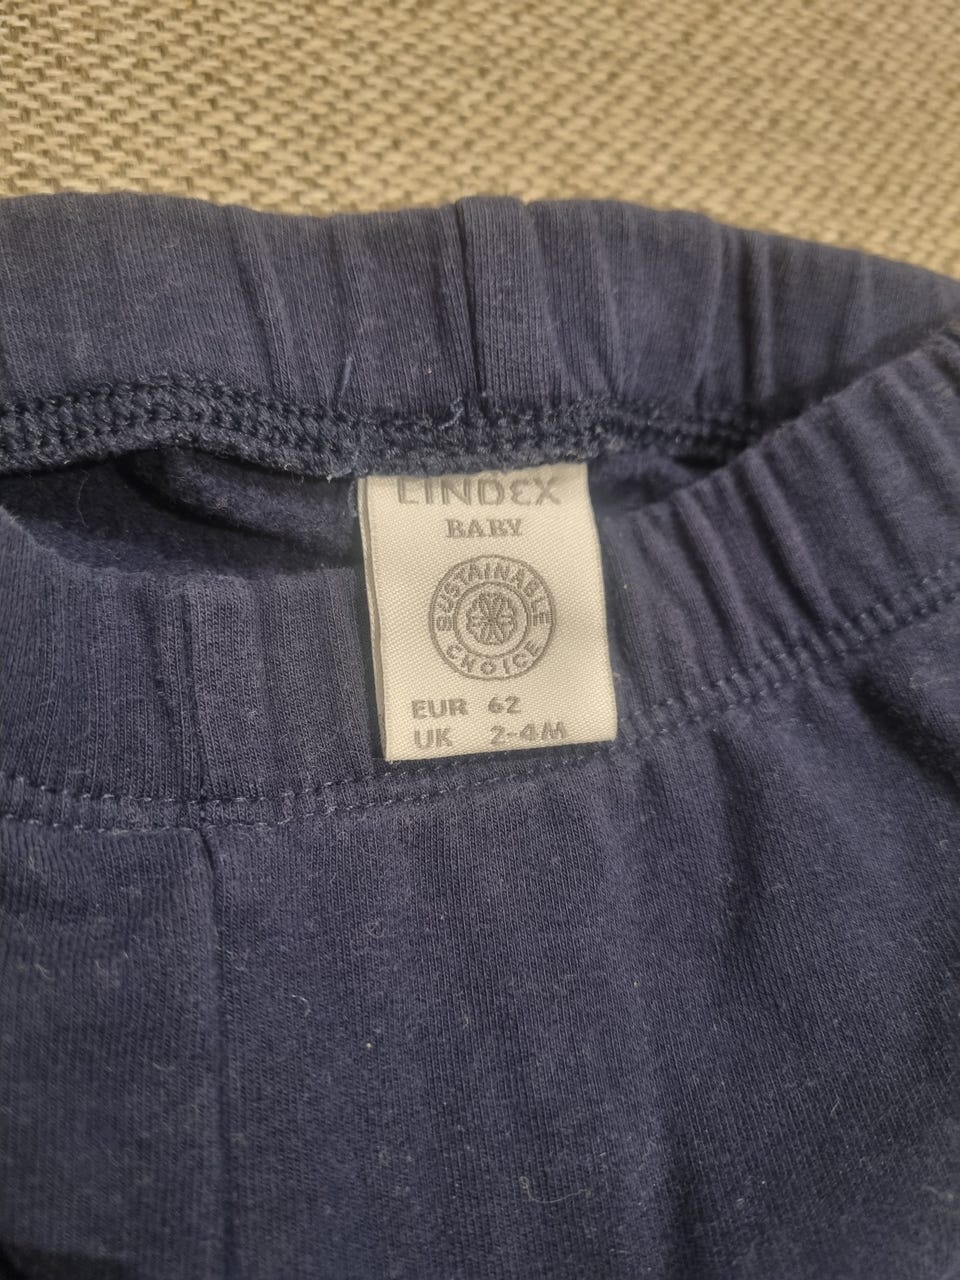 LINDEX
BABY
SUSTAINABLE
CHOICE
EUR 62
UK 2-4M